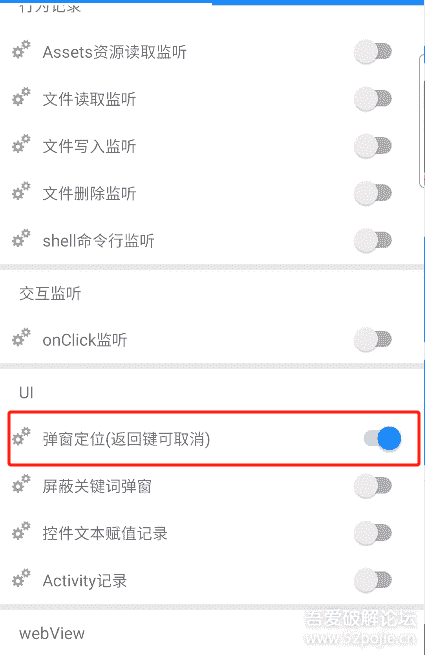 行为记录
Assets资源读取监听
文件读取监听
文件写入监听
文件删除监听
shell命令行监听
交互监听
onClick监听
UI
弹窗定位(返回键可取消)
屏蔽关键词弹窗
控件文本赋值记录
Activity记录
webView
吾爱破解论坛
www.52pojie.cn